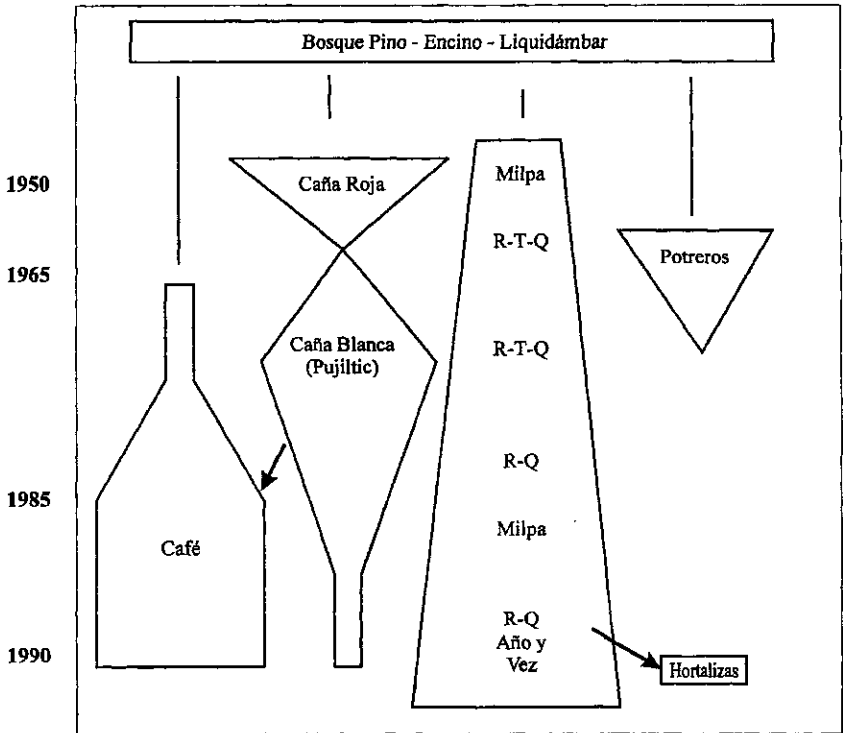 Bosque Pino - Encino - Liquidámbar
1950
Caña Roja
Milpa
R-T-Q
Potreros
1965
Caña Blanca
(Pujiltic)
R-T-Q
R-Q
1985
Café
Milpa
R-Q
Año y
Vez
1990
Hortalizas